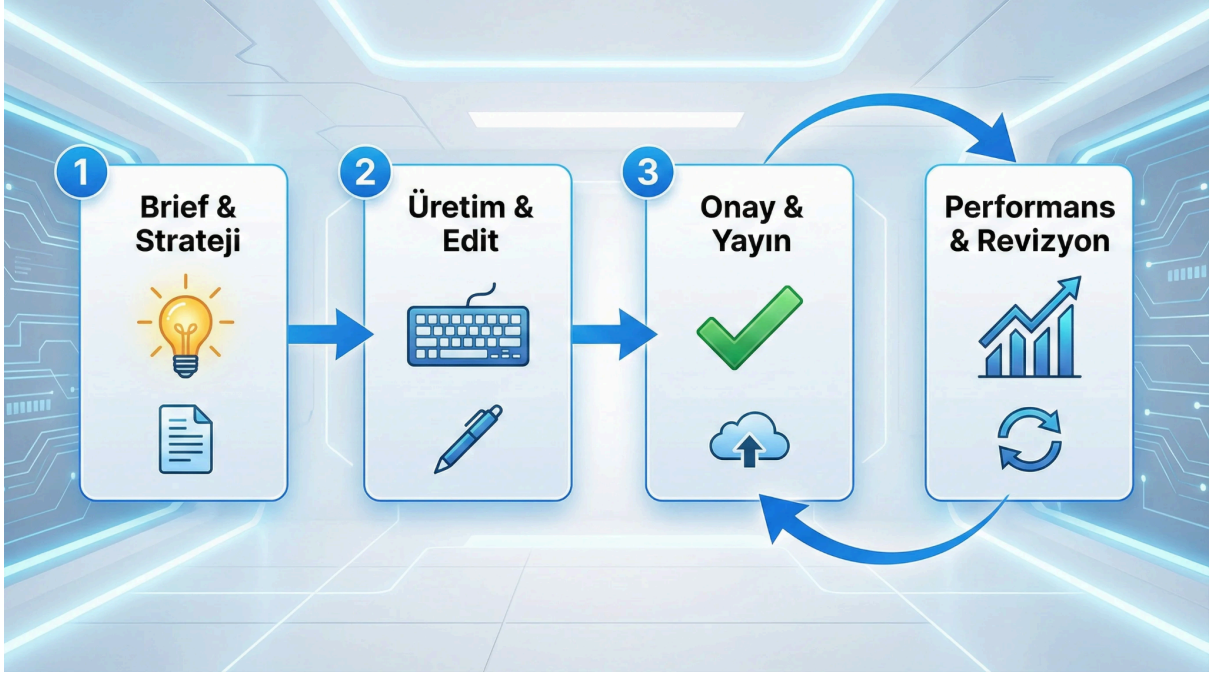 1
Brief &
Strateji
2
Üretim &
Edit
3
Onay &
Yayın
Performans
& Revizyon